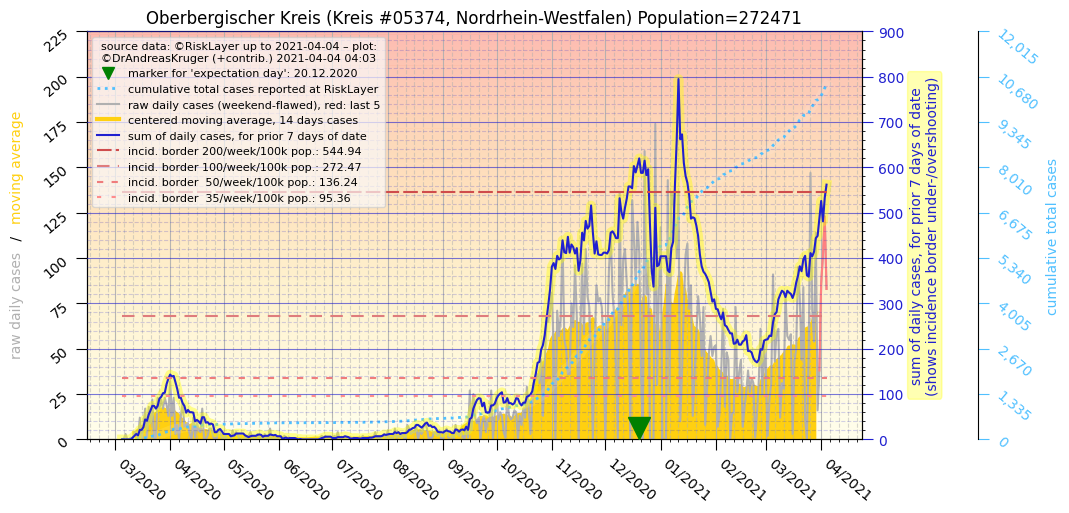 Oberbergischer Kreis (Kreis #05374, Nordrhein-Westfalen) Population=272471
source data: ©RiskLayer up to 2021-04-04 – plot:
©DrAndreasKruger (+contrib.) 2021-04-04 04:03
marker for 'expectation day': 20.12.2020
cumulative total cases reported at RiskLayer
raw daily cases (weekend-flawed), red: last 5
centered moving average, 14 days cases
sum of daily cases, for prior 7 days of date
incid. border 200/week/100k pop.: 544.94
incid. border 100/week/100k pop.: 272.47
incid. border  50/week/100k pop.: 136.24
incid. border  35/week/100k pop.: 95.36
raw daily cases  /  moving average
225
200
175
150
125
100
75
50
25
0
03/2020
04/2020
05/2020
06/2020
07/2020
08/2020
09/2020
10/2020
11/2020
12/2020
01/2021
02/2021
03/2021
04/2021
900
800
700
600
500
400
300
200
100
0
sum of daily cases, for prior 7 days of date
(shows incidence border under-/overshooting)
12,015
10,680
9,345
8,010
6,675
5,340
4,005
2,670
1,335
0
cumulative total cases